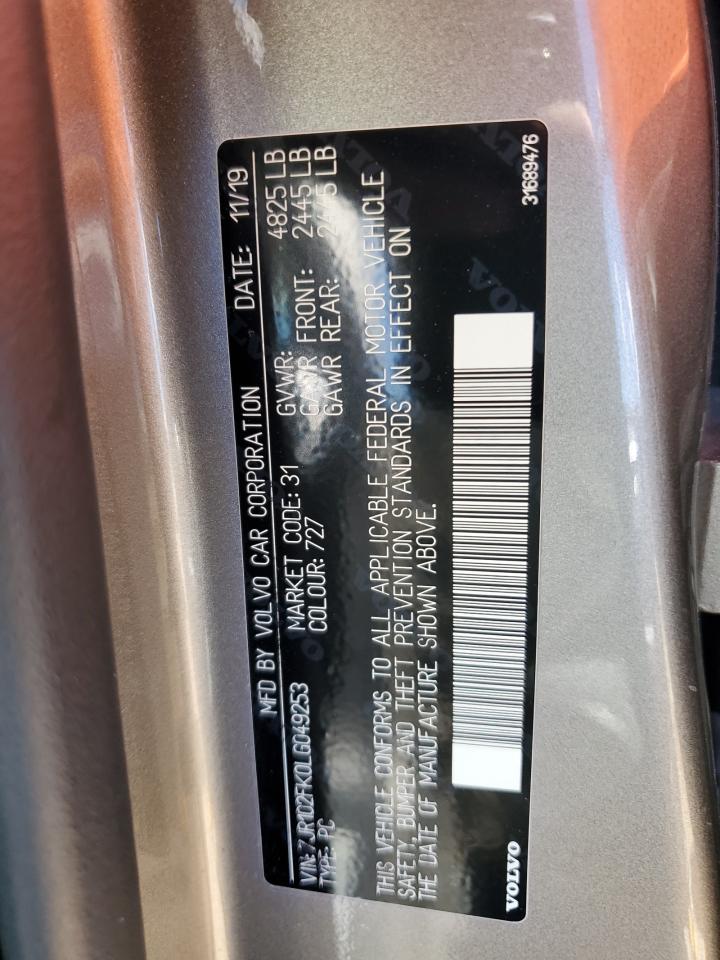 MFD BY VOLVO CAR CORPORATION DATE: 11/19
VIN: 7JR102FK0LG049253 MARKET CODE: 31 GVWR: 4825 LB
TYPE: PC COLOUR: 727 GAWR FRONT: 2445 LB
GAWR REAR: 2445 LB
THIS VEHICLE CONFORMS TO ALL APPLICABLE FEDERAL MOTOR VEHICLE
SAFETY, BUMPER AND THEFT PREVENTION STANDARDS IN EFFECT ON
THE DATE OF MANUFACTURE SHOWN ABOVE.
VOLVO 31689476